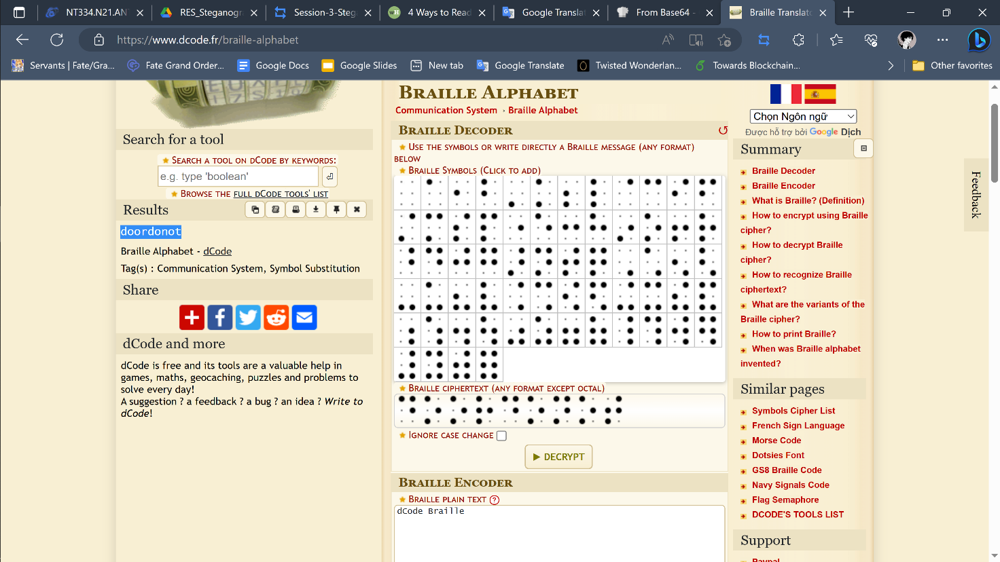 NT334.N21.AN
RES_Steganogr
Session-3-Steg
4 Ways to Read
Google Translat
From Base64 -
Braille Translato
https://www.dcode.fr/braille-alphabet
Servants | Fate/Gra...
Fate Grand Order...
Google Docs
Google Slides
New tab
Google Translate
Twisted Wonderlan...
Towards Blockchain...
Other favorites
Search for a tool
★ Search a tool on dCode by keywords:
e.g. type 'boolean'
★ Browse the full dCode tools' list
Results
doordonot
Braille Alphabet - dCode
Tag(s) : Communication System, Symbol Substitution
Share
dCode and more
dCode is free and its tools are a valuable help in
games, maths, geocaching, puzzles and problems to
solve every day!
A suggestion ? a feedback ? a bug ? an idea ? Write to
dCode!
Braille Alphabet
Communication System › Braille Alphabet
Braille Decoder
★ Use the symbols or write directly a Braille message (any format)
below
★ Braille Symbols (Click to add)
★ Braille ciphertext (any format except octal)
★ Ignore case change
▶ DECRYPT
Braille Encoder
★ Braille plain text ?
dCode Braille
Chọn Ngôn ngữ
Được hỗ trợ bởi Google Dịch
Summary
Braille Decoder
Braille Encoder
What is Braille? (Definition)
How to encrypt using Braille
cipher?
How to decrypt Braille
cipher?
How to recognize Braille
ciphertext?
What are the variants of the
Braille cipher?
How to print Braille?
When was Braille alphabet
invented?
Similar pages
Symbols Cipher List
French Sign Language
Morse Code
Dotsies Font
GS8 Braille Code
Navy Signals Code
Flag Semaphore
DCODE'S TOOLS LIST
Support
Paypal
Feedback